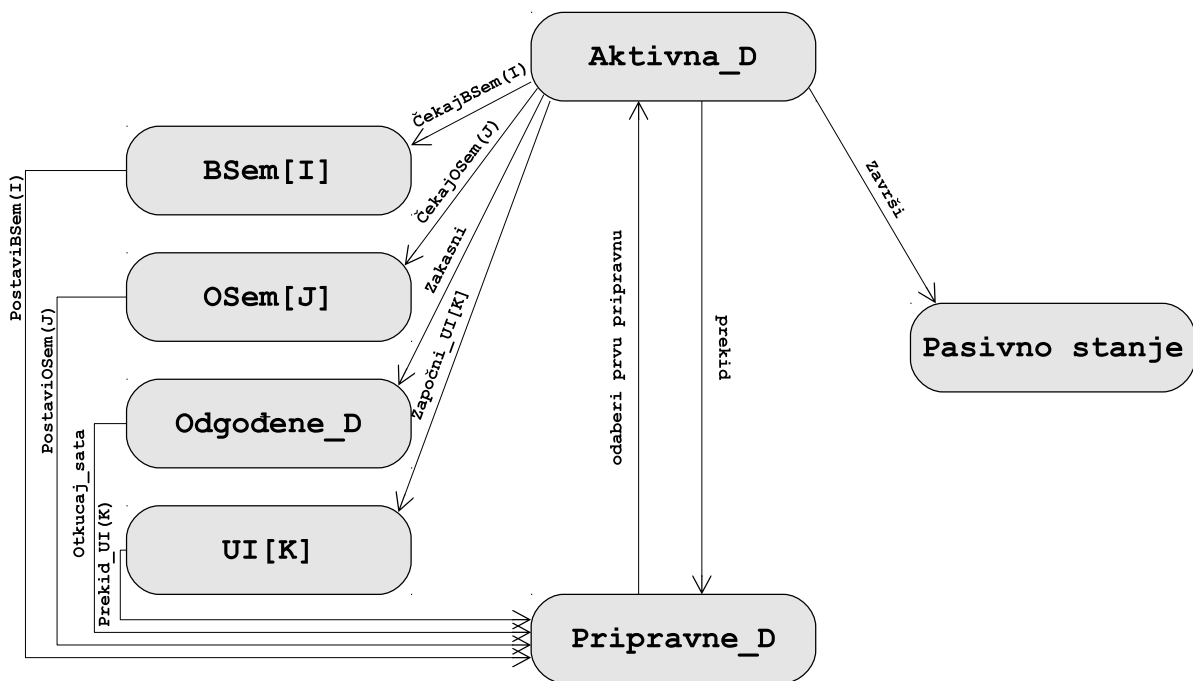 Aktivna_D
ČekajBSem(I)
BSem[I]
ČekajOSem(J)
Završi
PostaviBSem(I)
OSem[J]
Zakasni
Započni_UI[K]
odaberi prvu pripravnu
prekid
Pasivno stanje
PostaviOSem(J)
Odgođene_D
Otkucaj_sata
Prekid_UI(K)
UI[K]
Pripravne_D